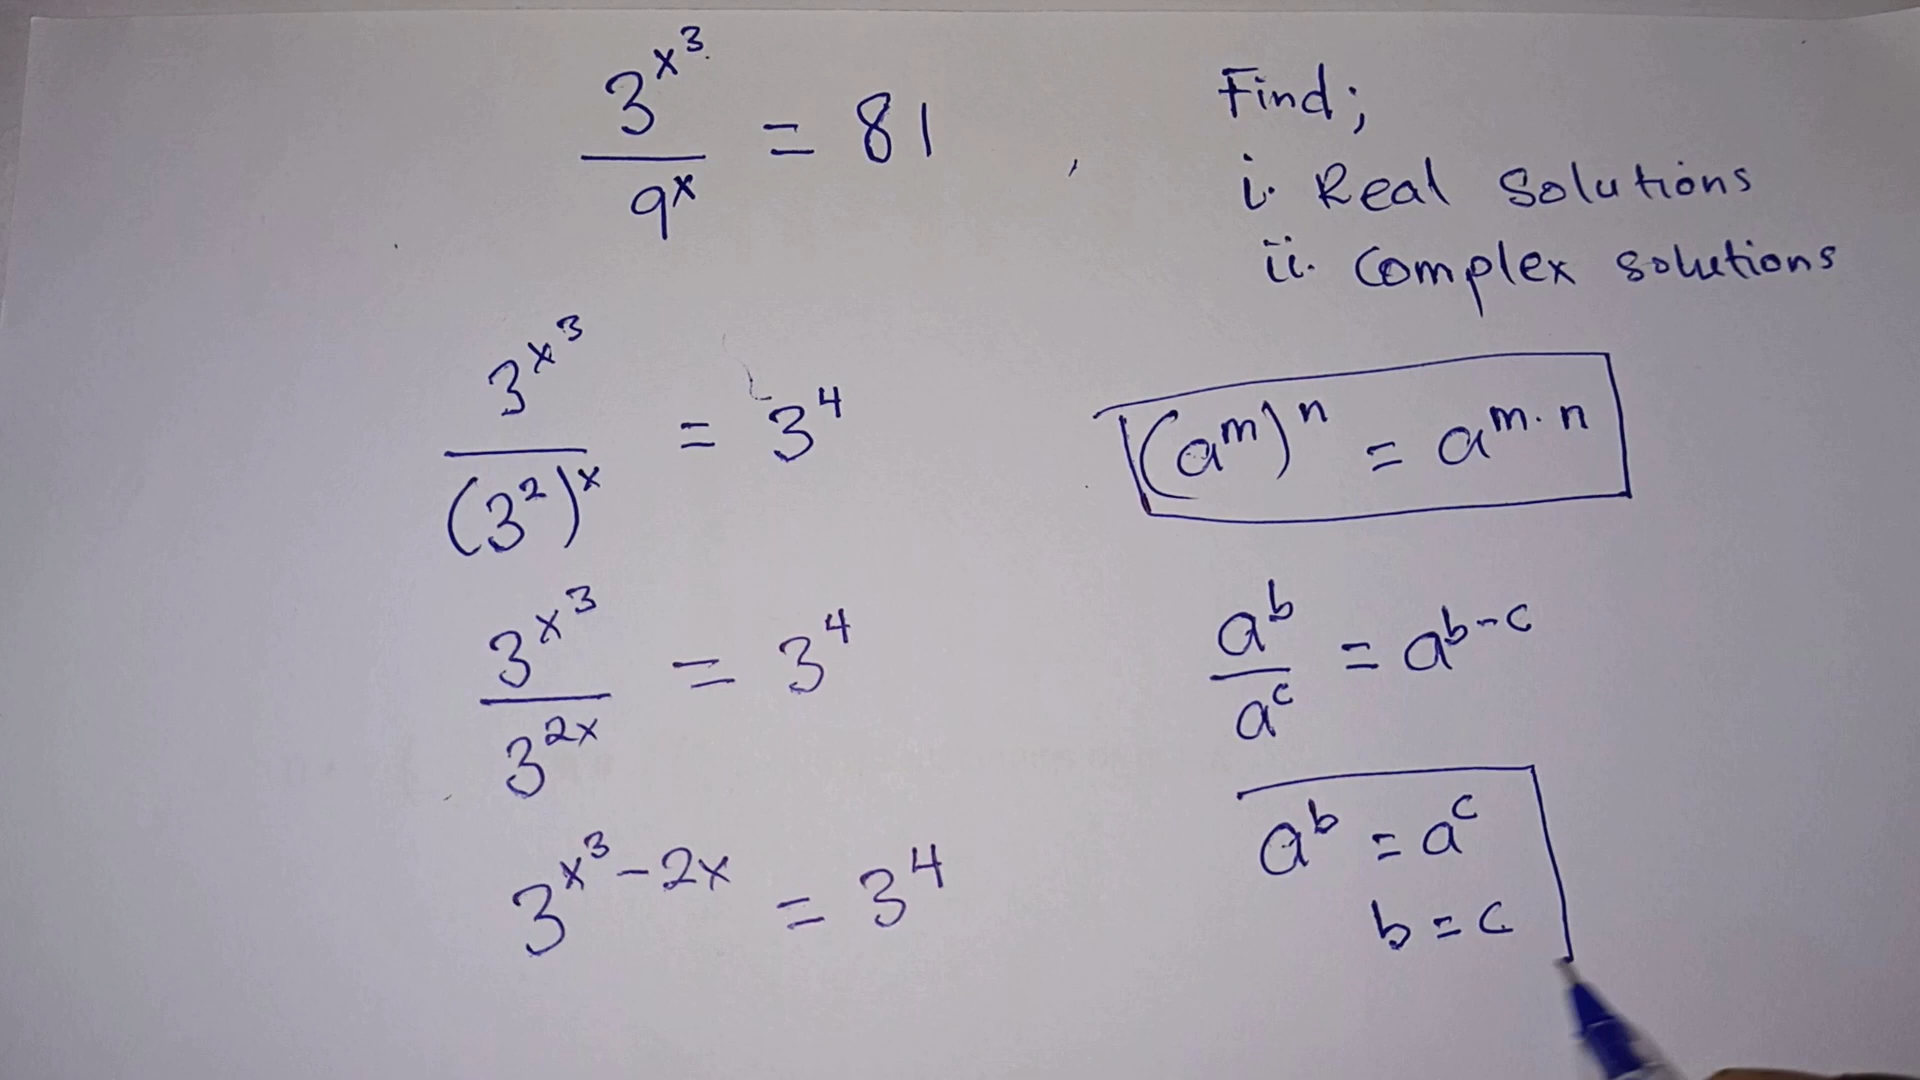 3^{x^3} / 9^x = 81 ,
Find;
i. Real Solutions
ii. Complex solutions
3^{x^3} / (3^2)^x = 3^4
(a^m)^n = a^{m.n}
3^{x^3} / 3^{2x} = 3^4
a^b / a^c = a^{b-c}
3^{x^3-2x} = 3^4
a^b = a^c
b = c